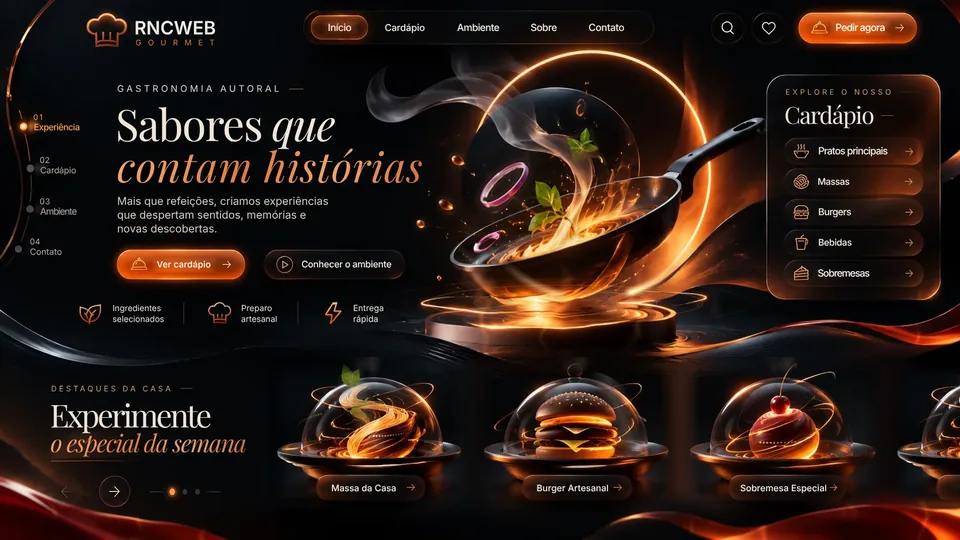 RNCWEB
GOURMET
Início
Cardápio
Ambiente
Sobre
Contato
Pedir agora
01
Experiência
02
Cardápio
03
Ambiente
04
Contato
GASTRONOMIA AUTORAL
Sabores que
contam histórias
Mais que refeições, criamos experiências
que despertam sentidos, memórias e
novas descobertas.
Ver cardápio
Conhecer o ambiente
Ingredientes
selecionados
Preparo
artesanal
Entrega
rápida
EXPLORE O NOSSO
Cardápio
Pratos principais
Massas
Burgers
Bebidas
Sobremesas
DESTAQUES DA CASA
Experimente
o especial da semana
Massa da Casa
Burger Artesanal
Sobremesa Especial